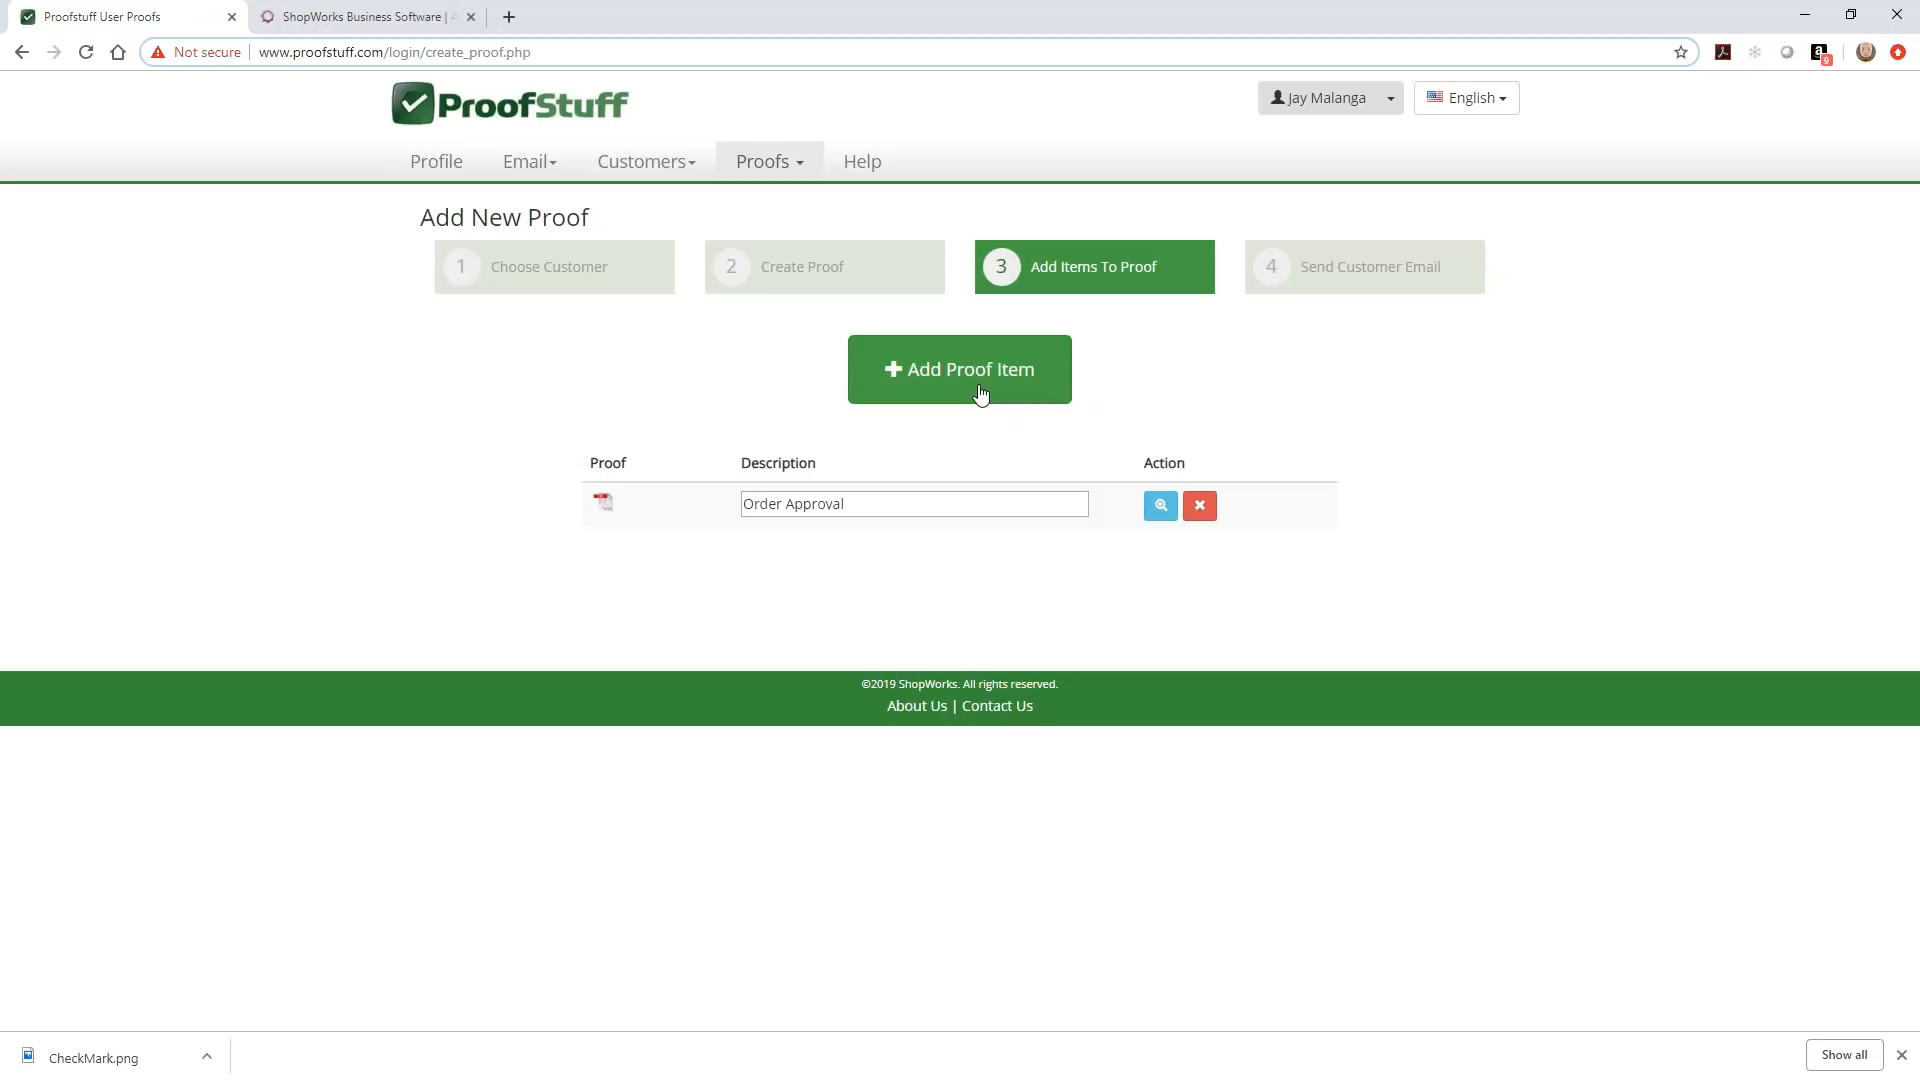 Proofstuff User Proofs
ShopWorks Business Software |
Not secure
www.proofstuff.com/login/create_proof.php
9
ProofStuff
Jay Malanga
English
Profile
Email
Customers
Proofs
Help
Add New Proof
1 Choose Customer
2 Create Proof
3 Add Items To Proof
4 Send Customer Email
Add Proof Item
Proof Description Action
Order Approval
©2019 ShopWorks. All rights reserved.
About Us | Contact Us
CheckMark.png
Show all